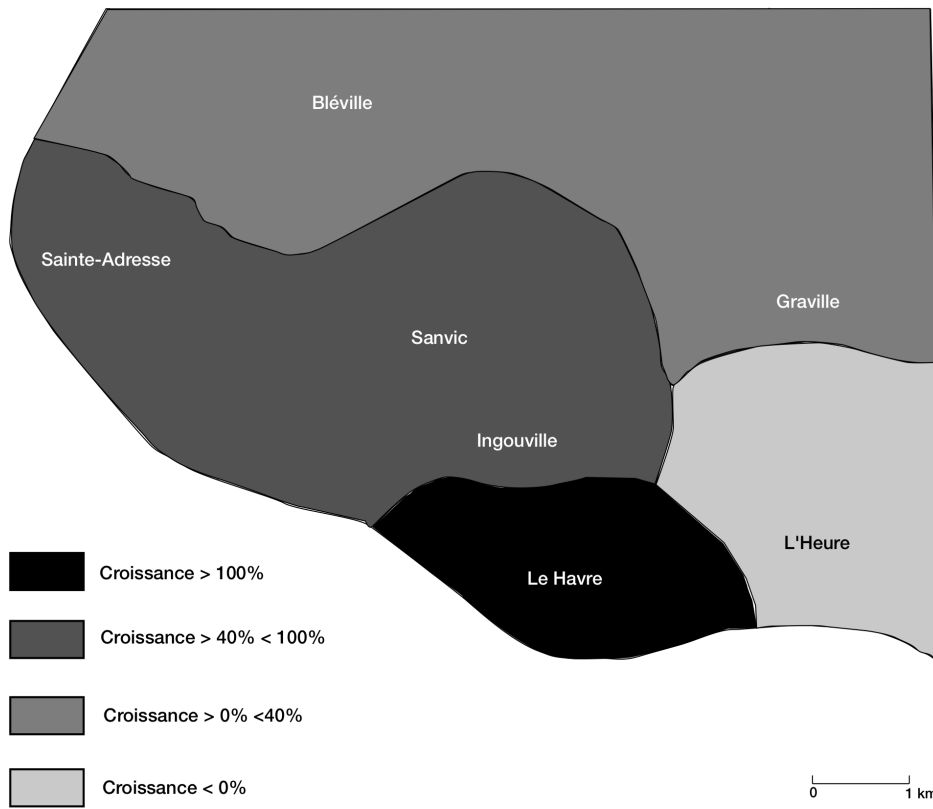 Bléville
Sainte-Adresse
Graville
Sanvic
Ingouville
L'Heure
Le Havre
Croissance > 100%
Croissance > 40% < 100%
Croissance > 0% <40%
Croissance < 0%
0 1 km